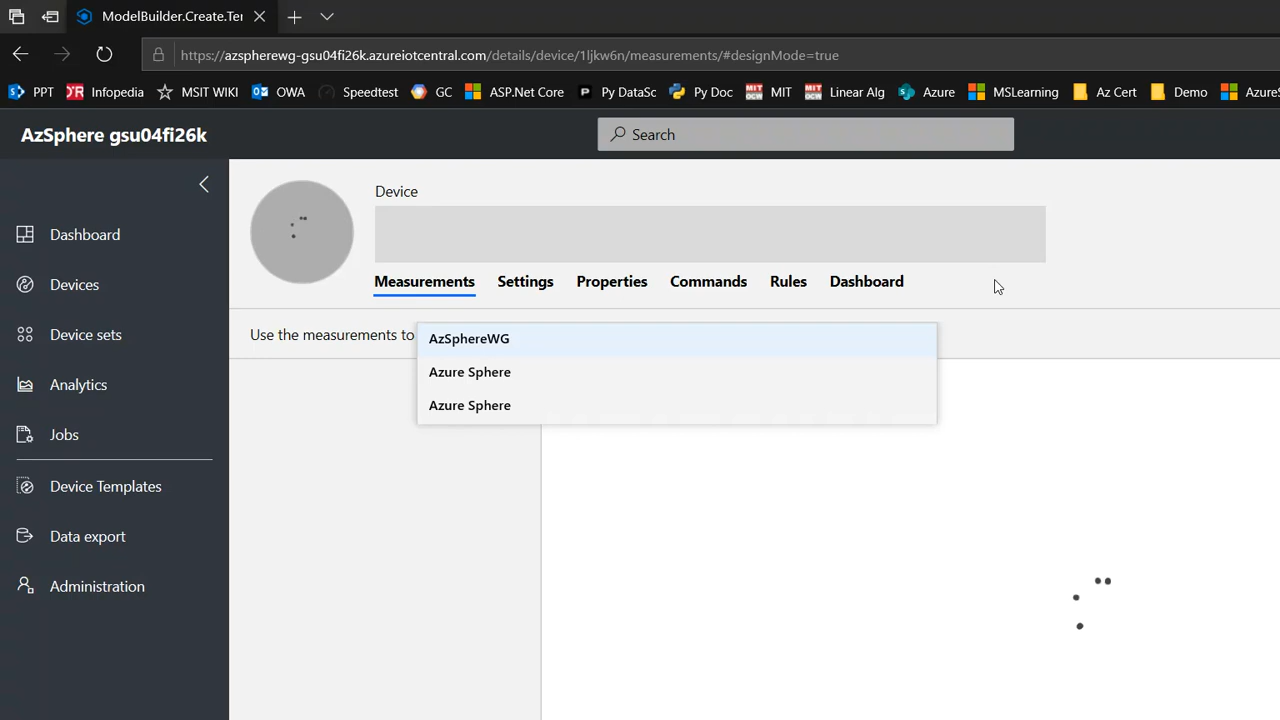 ModelBuilder.Create.Ter
https://azspherewg-gsu04fi26k.azureiotcentral.com/details/device/1ljkw6n/measurements/#designMode=true
PPT Infopedia MSIT WIKI OWA Speedtest GC ASP.Net Core Py DataSc Py Doc MIT Linear Alg Azure MSLearning Az Cert Demo AzureS
AzSphere gsu04fi26k
Search
Device
Dashboard
Devices
Device sets
Analytics
Jobs
Device Templates
Data export
Administration
Measurements Settings Properties Commands Rules Dashboard
Use the measurements to
AzSphereWG
Azure Sphere
Azure Sphere